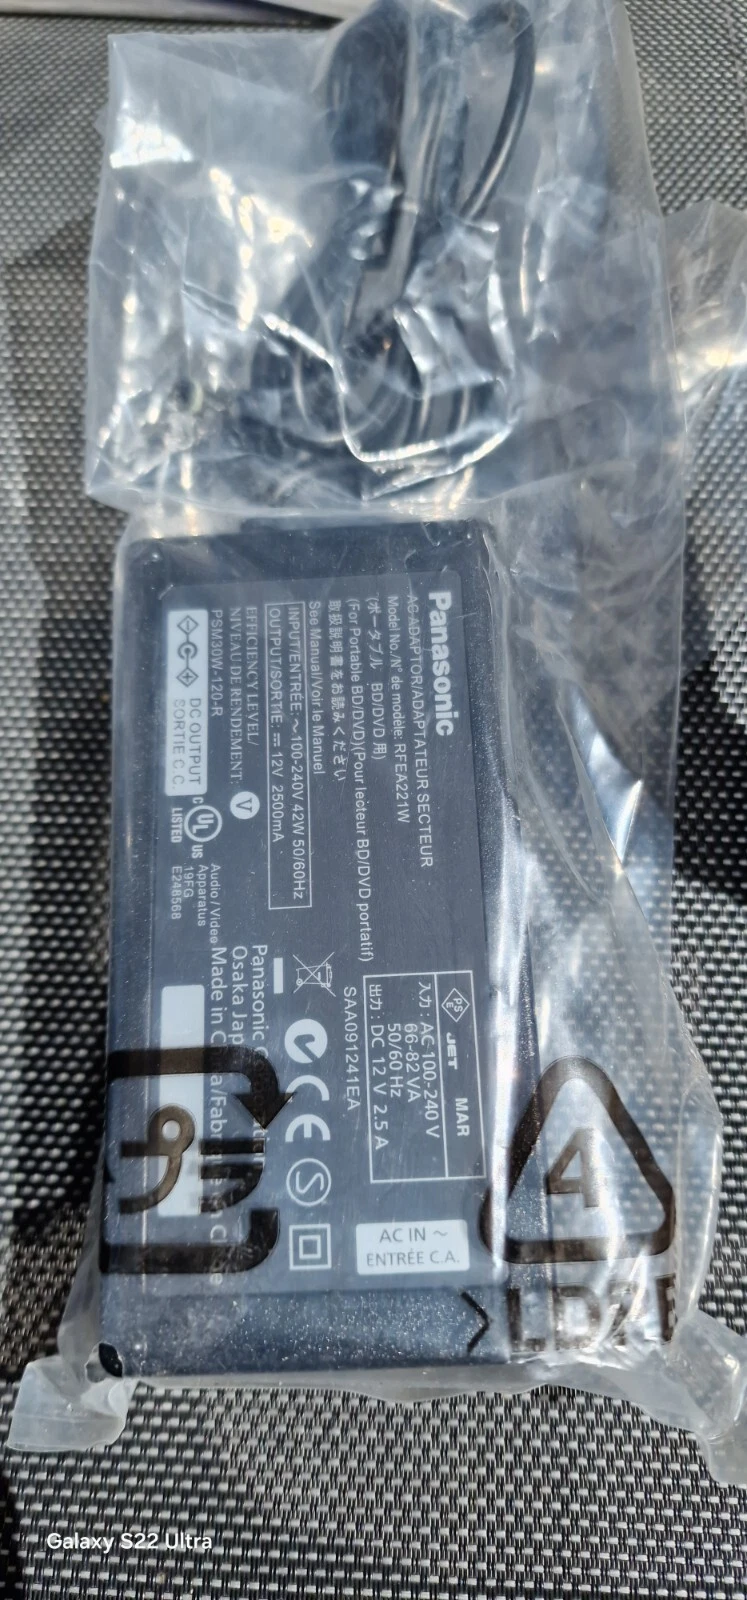 Panasonic
AC ADAPTOR/ADAPTATEUR SECTEUR
Model No./N° de modèle: RFEA221W
(ポータブル BD/DVD 用)
(For Portable BD/DVD)(Pour lecteur BD/DVD portatif)
取扱説明書をお読みください
See Manual/Voir le Manuel
INPUT/ENTRÉE: ～100-240V 42W 50/60Hz
OUTPUT/SORTIE: ⎓ 12V 2500mA
EFFICIENCY LEVEL/
NIVEAU DE RENDEMENT: V
PSM30W-120-R
DC OUTPUT
SORTIE C.C.
C UL US
LISTED
Audio / Video
Apparatus
19FG
E248568
PS E JET MAR
入力 : AC 100-240 V
66-82 VA
50/60 Hz
出力 : DC 12 V 2.5 A
SAA091241EA
CE
Panasonic
Osaka
Made in
AC IN ～
ENTRÉE C.A.
4
Galaxy S22 Ultra